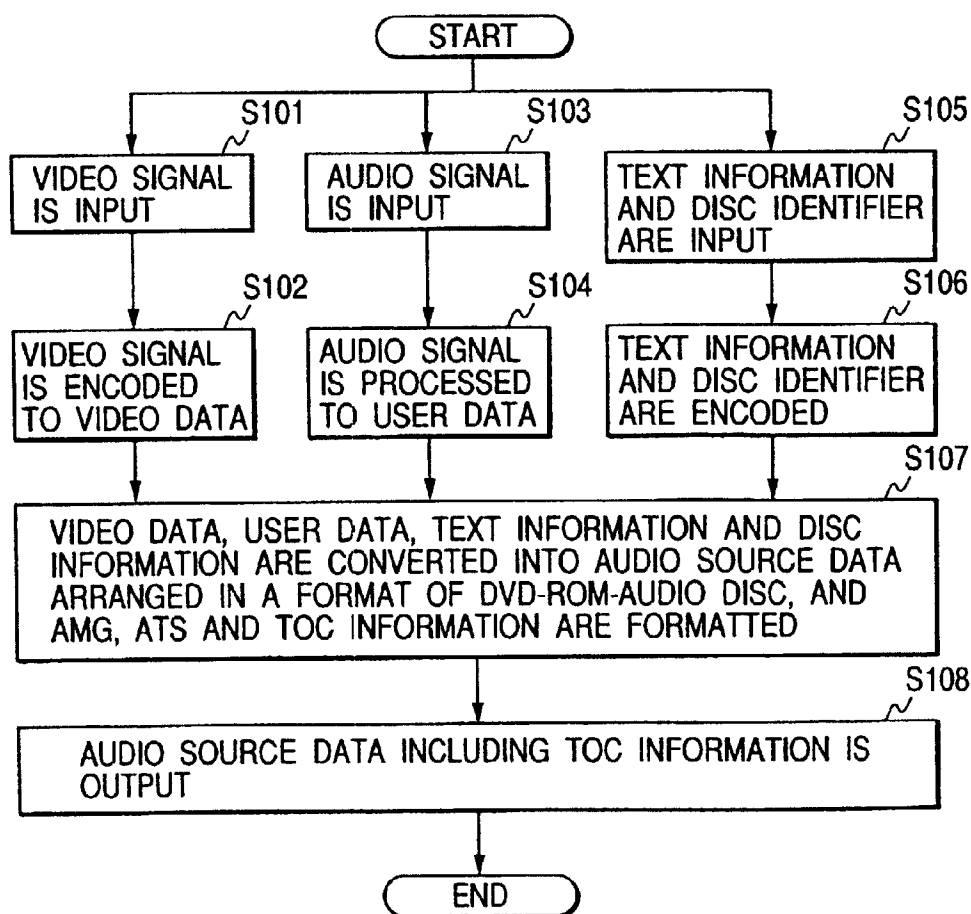 START
S101
VIDEO SIGNAL
IS INPUT
S103
AUDIO SIGNAL
IS INPUT
S105
TEXT INFORMATION
AND DISC IDENTIFIER
ARE INPUT
S102
VIDEO SIGNAL
IS ENCODED
TO VIDEO DATA
S104
AUDIO SIGNAL
IS PROCESSED
TO USER DATA
S106
TEXT INFORMATION
AND DISC IDENTIFIER
ARE ENCODED
S107
VIDEO DATA, USER DATA, TEXT INFORMATION AND DISC
INFORMATION ARE CONVERTED INTO AUDIO SOURCE DATA
ARRANGED IN A FORMAT OF DVD-ROM-AUDIO DISC, AND
AMG, ATS AND TOC INFORMATION ARE FORMATTED
S108
AUDIO SOURCE DATA INCLUDING TOC INFORMATION IS
OUTPUT
END